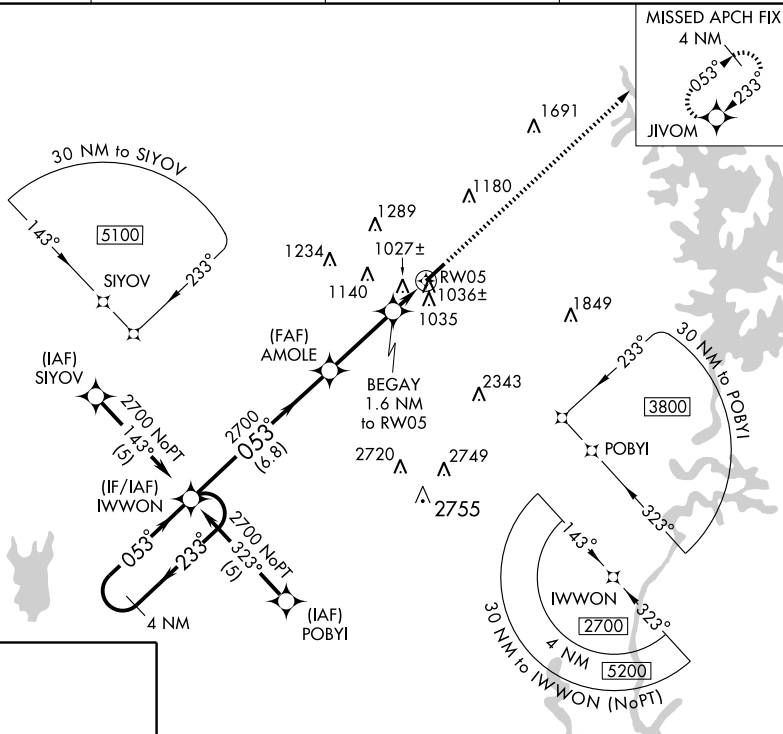 MISSED APCH FIX
4 NM
053°
233°
JIVOM
1691
30 NM to SIYOV
1180
5100
143°
233°
SIYOV
1289
1234
1027±
1140
RW05
1036±
1035
1849
(FAF)
AMOLE
BEGAY
1.6 NM
to RW05
30 NM to POBYI
233°
3800
POBYI
323°
2343
(IAF)
SIYOV
2700 NoPT
143°
(5)
2700
053°
(6.8)
2720
2749
2755
(IF/IAF)
IWWON
053°
233°
4 NM
2700 NoPT
323°
(5)
(IAF)
POBYI
143°
IWWON
323°
2700
4 NM
5200
30 NM to IWWON (NoPT)